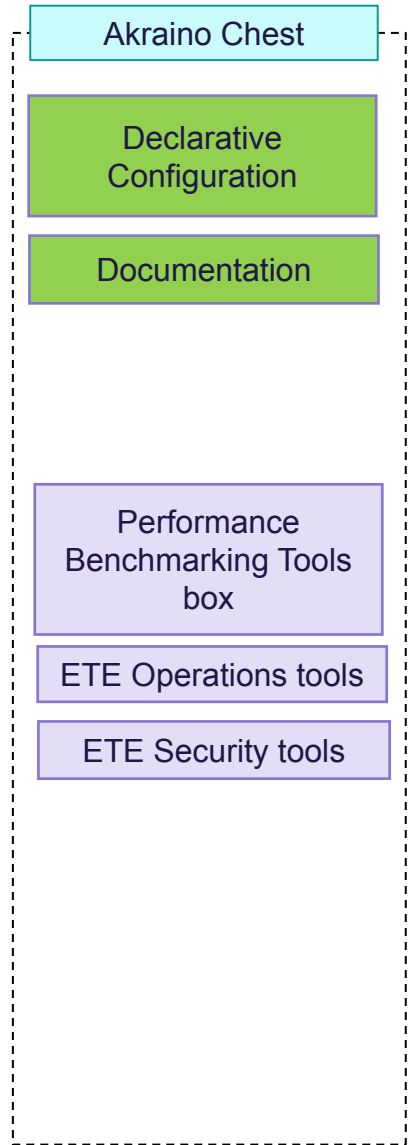 Akraino Chest
Declarative
Configuration
Documentation
Performance
Benchmarking Tools
box
ETE Operations tools
ETE Security tools